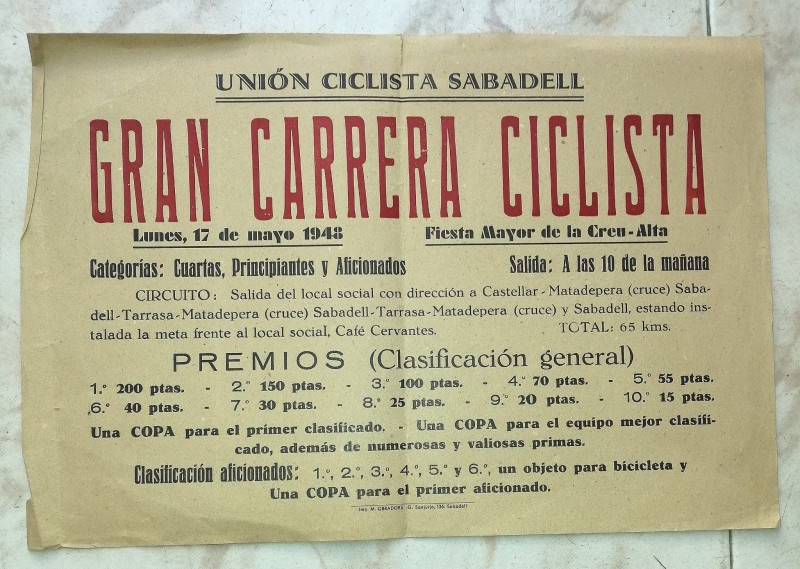 UNIÓN CICLISTA SABADELL
GRAN CARRERA CICLISTA
Lunes, 17 de mayo 1948 Fiesta Mayor de la Creu-Alta
Categorías: Cuartas, Principiantes y Aficionados Salida: A las 10 de la mañana
CIRCUITO: Salida del local social con dirección a Castellar-Matadepera (cruce) Saba-
dell-Tarrasa-Matadepera (cruce) Sabadell-Tarrasa-Matadepera (cruce) y Sabadell, estando ins-
talada la meta frente al local social, Café Cervantes. TOTAL: 65 kms.
PREMIOS (Clasificación general)
1.º 200 ptas. - 2.º 150 ptas. - 3.º 100 ptas. - 4.º 70 ptas. - 5.º 55 ptas.
6.º 40 ptas. - 7.º 30 ptas. - 8.º 25 ptas. - 9.º 20 ptas. - 10.º 15 ptas.
Una COPA para el primer clasificado. - Una COPA para el equipo mejor clasifi-
cado, además de numerosas y valiosas primas.
Clasificación aficionados: 1.º, 2.º, 3.º, 4.º, 5.º y 6.º, un objeto para bicicleta y
Una COPA para el primer aficionado.
Imp. M. OBRADORS G. Sanjurjo, 136. Sabadell